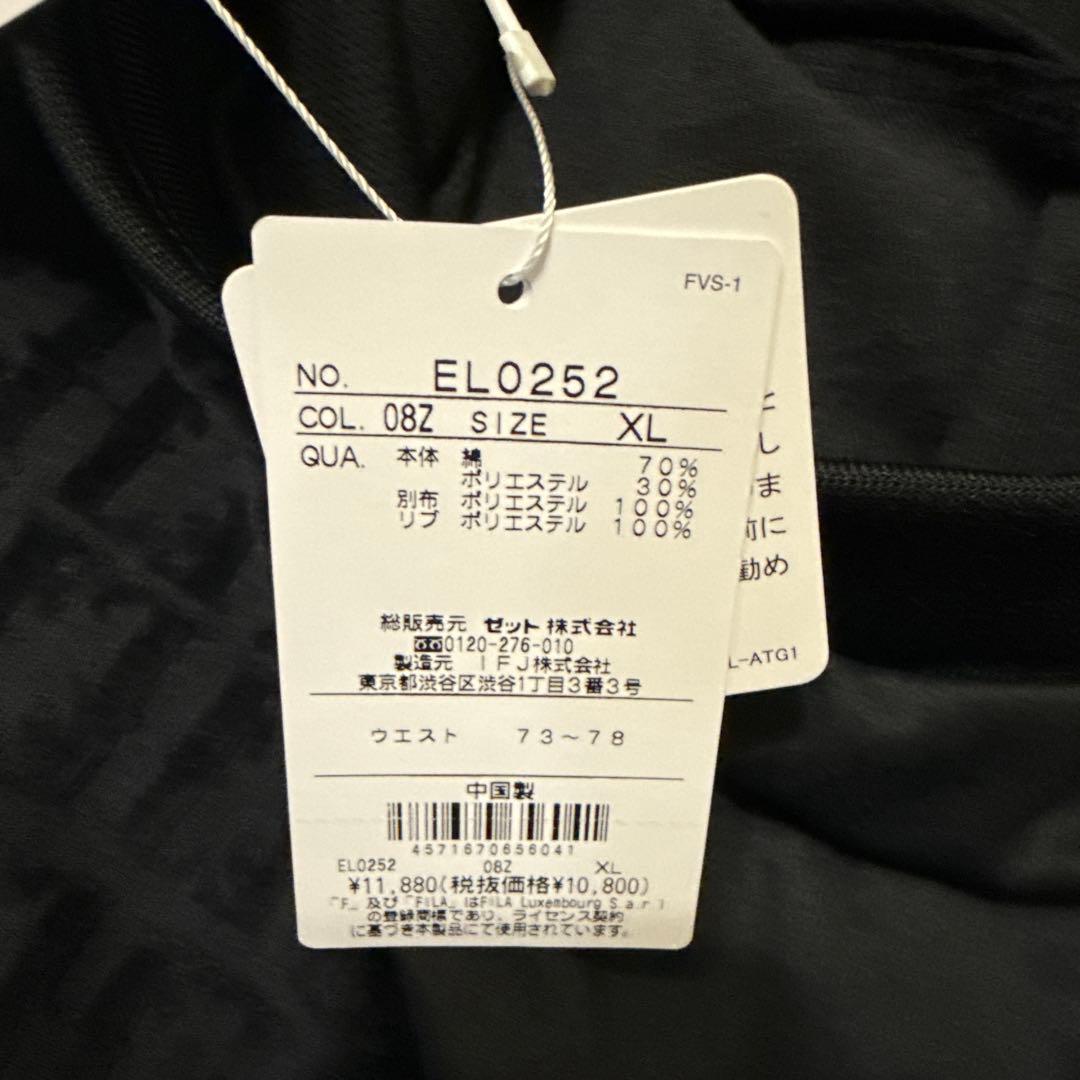 FVS-1
NO. EL0252
COL. 08Z SIZE XL
QUA. 本体 綿 70%
ポリエステル 30%
別布 ポリエステル 100%
リブ ポリエステル 100%
総販売元 ゼット株式会社
0120-276-010
製造元 IFJ株式会社
東京都渋谷区渋谷1丁目3番3号
ウエスト 73~78
中国製
4571670656041
EL0252 08Z XL
¥11,880(税抜価格¥10,800)
「F」及び「FILA」はFILA Luxembourg S.a.r.l
の登録商標であり、ライセンス契約
に基づき本製品にて使用されています。
と
し
ま
前に
勧め
L-ATG1